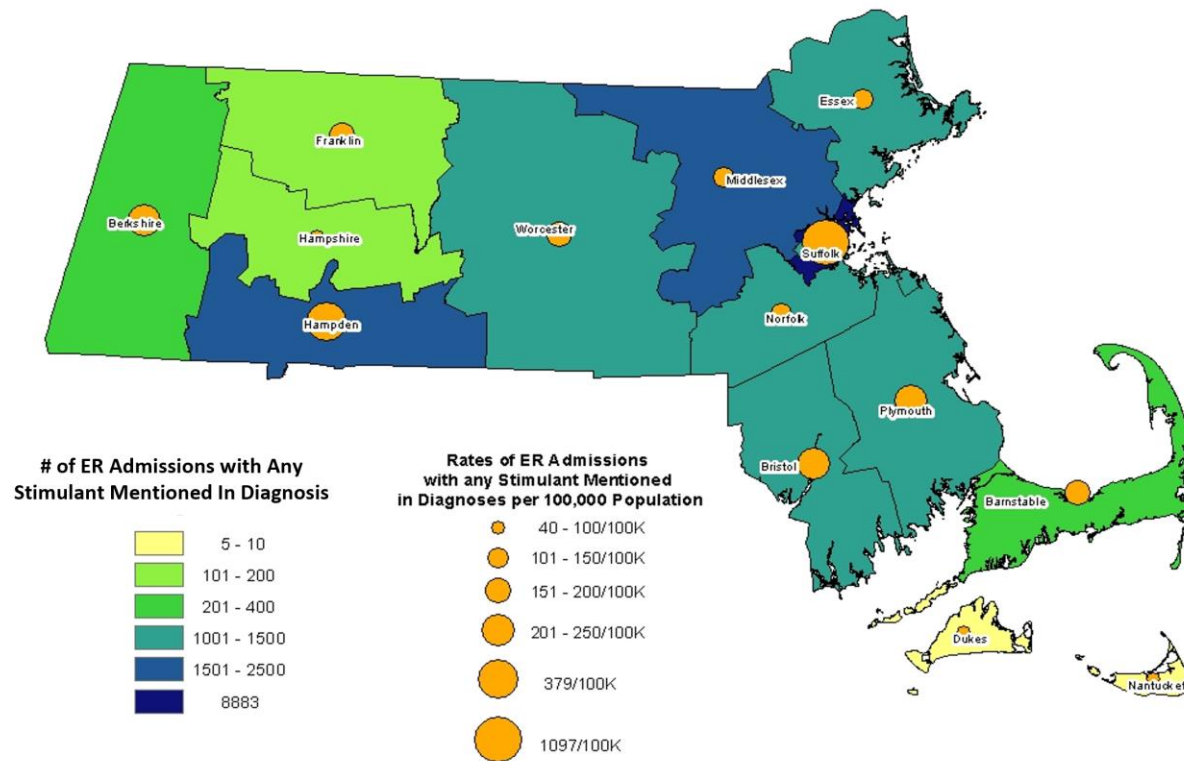 Essex
Franklin
Middlesex
Berkshire
Hampshire
Worcester
Suffolk
Hampden
Norfolk
Plymouth
Bristol
Barnstable
Dukes
Nantucket
# of ER Admissions with Any
Stimulant Mentioned In Diagnosis
5 - 10
101 - 200
201 - 400
1001 - 1500
1501 - 2500
8883
Rates of ER Admissions
with any Stimulant Mentioned
in Diagnoses per 100,000 Population
40 - 100/100K
101 - 150/100K
151 - 200/100K
201 - 250/100K
379/100K
1097/100K